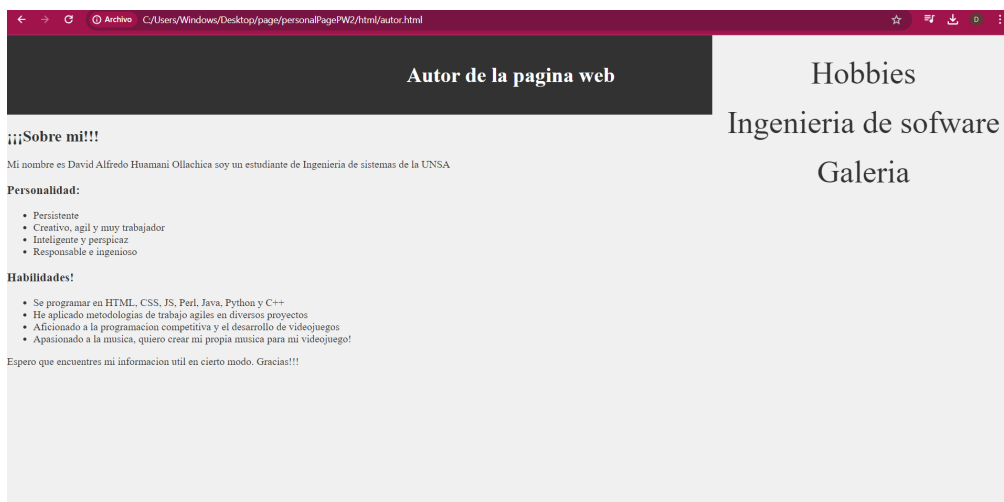 Archivo C:/Users/Windows/Desktop/page/personalPagePW2/html/autor.html D
Autor de la pagina web
Hobbies
Ingenieria de sofware
Galeria
¡¡¡Sobre mi!!!
Mi nombre es David Alfredo Huamani Ollachica soy un estudiante de Ingenieria de sistemas de la UNSA
Personalidad:
• Persistente
• Creativo, agil y muy trabajador
• Inteligente y perspicaz
• Responsable e ingenioso
Habilidades!
• Se programar en HTML, CSS, JS, Perl, Java, Python y C++
• He aplicado metodologias de trabajo agiles en diversos proyectos
• Aficionado a la programacion competitiva y el desarrollo de videojuegos
• Apasionado a la musica, quiero crear mi propia musica para mi videojuego!
Espero que encuentres mi informacion util en cierto modo. Gracias!!!